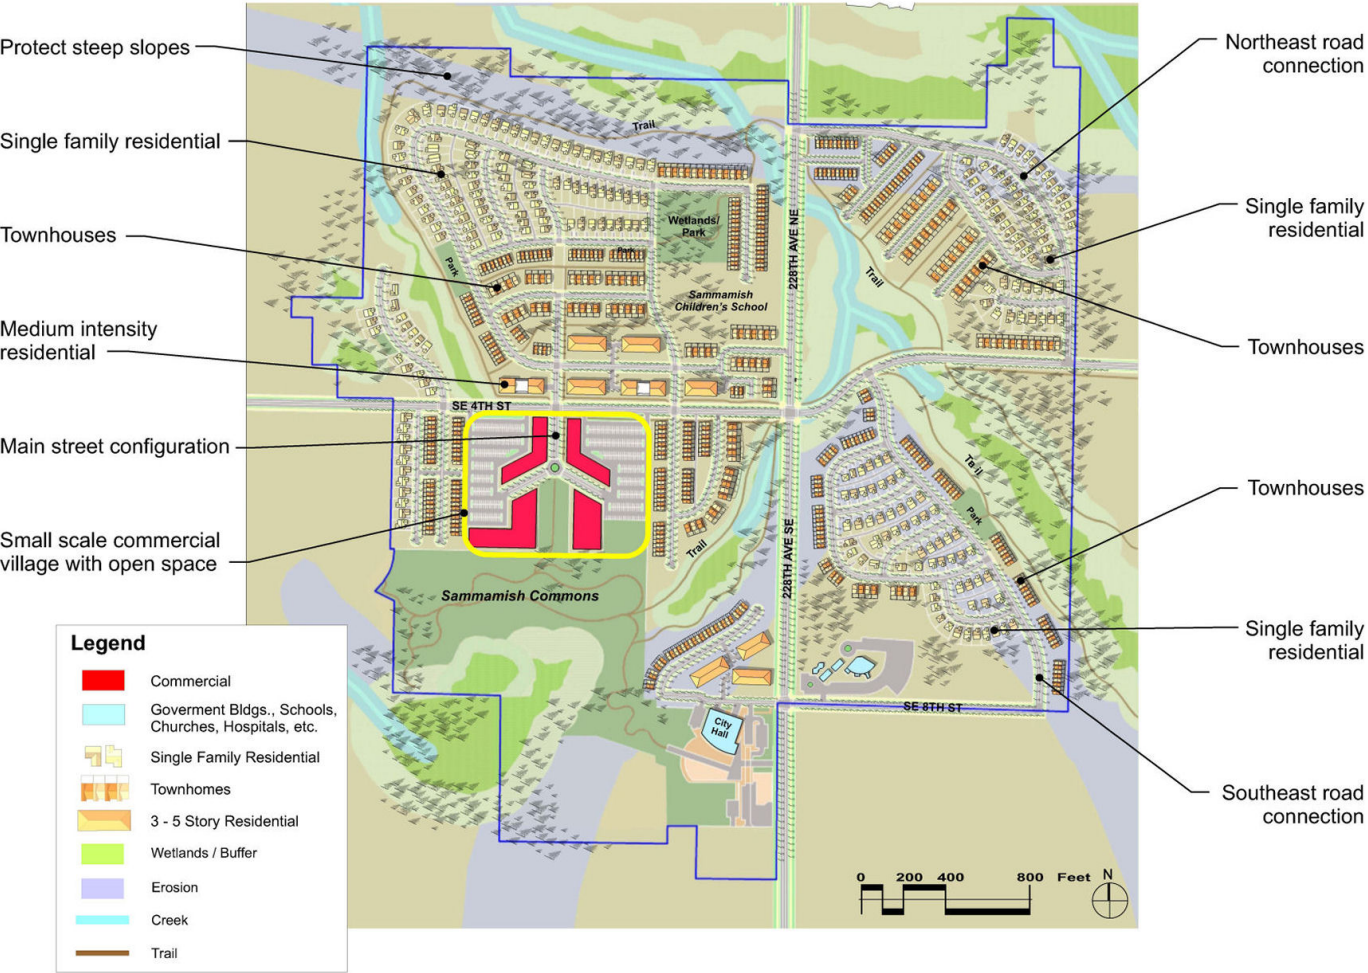 Protect steep slopes
Single family residential
Townhouses
Medium intensity
residential
Main street configuration
Small scale commercial
village with open space
Northeast road
connection
Single family
residential
Townhouses
Townhouses
Single family
residential
Southeast road
connection
Trail
Wetlands/
Park
Park
Park
Sammamish
Children's School
228TH AVE NE
Trail
SE 4TH ST
Trail
Park
Trail
228TH AVE SE
Sammamish Commons
SE 8TH ST
City
Hall
Legend
Commercial
Goverment Bldgs., Schools,
Churches, Hospitals, etc.
Single Family Residential
Townhomes
3 - 5 Story Residential
Wetlands / Buffer
Erosion
Creek
Trail
0 200 400 800 Feet
N